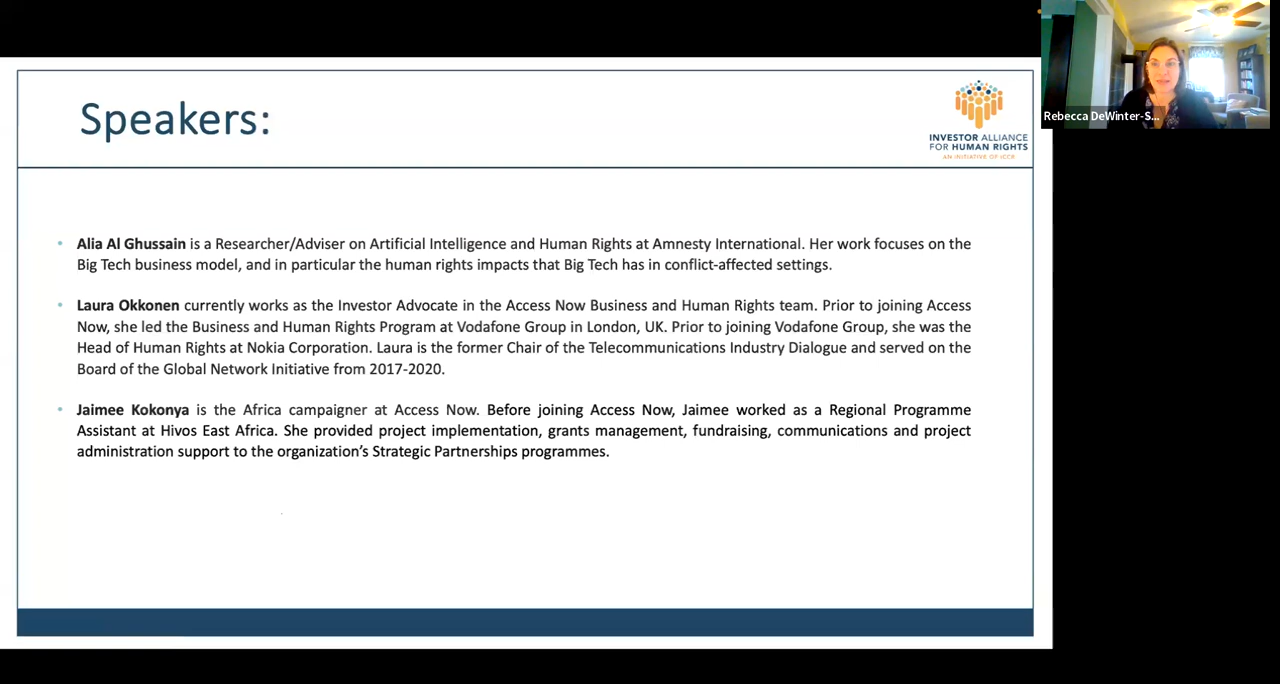 Speakers:
INVESTOR ALLIANCE
FOR HUMAN RIGHTS
AN INITIATIVE OF ICCR
Rebecca DeWinter-S...
• Alia Al Ghussain is a Researcher/Adviser on Artificial Intelligence and Human Rights at Amnesty International. Her work focuses on the
Big Tech business model, and in particular the human rights impacts that Big Tech has in conflict-affected settings.
• Laura Okkonen currently works as the Investor Advocate in the Access Now Business and Human Rights team. Prior to joining Access
Now, she led the Business and Human Rights Program at Vodafone Group in London, UK. Prior to joining Vodafone Group, she was the
Head of Human Rights at Nokia Corporation. Laura is the former Chair of the Telecommunications Industry Dialogue and served on the
Board of the Global Network Initiative from 2017-2020.
• Jaimee Kokonya is the Africa campaigner at Access Now. Before joining Access Now, Jaimee worked as a Regional Programme
Assistant at Hivos East Africa. She provided project implementation, grants management, fundraising, communications and project
administration support to the organization's Strategic Partnerships programmes.